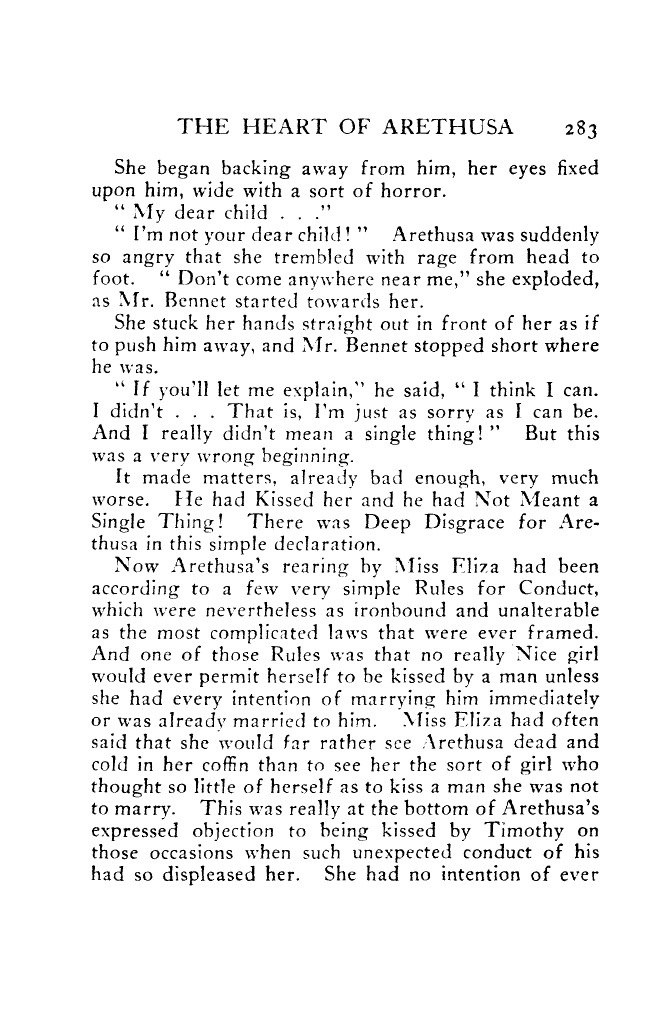 THE HEART OF ARETHUSA 283
She began backing away from him, her eyes fixed
upon him, wide with a sort of horror.
" My dear child . . ."
" I'm not your dear child! " Arethusa was suddenly
so angry that she trembled with rage from head to
foot. " Don't come anywhere near me," she exploded,
as Mr. Bennet started towards her.
She stuck her hands straight out in front of her as if
to push him away, and Mr. Bennet stopped short where
he was.
" If you'll let me explain," he said, " I think I can.
I didn't . . . That is, I'm just as sorry as I can be.
And I really didn't mean a single thing! " But this
was a very wrong beginning.
It made matters, already bad enough, very much
worse. He had Kissed her and he had Not Meant a
Single Thing! There was Deep Disgrace for Are-
thusa in this simple declaration.
Now Arethusa's rearing by Miss Eliza had been
according to a few very simple Rules for Conduct,
which were nevertheless as ironbound and unalterable
as the most complicated laws that were ever framed.
And one of those Rules was that no really Nice girl
would ever permit herself to be kissed by a man unless
she had every intention of marrying him immediately
or was already married to him. Miss Eliza had often
said that she would far rather see Arethusa dead and
cold in her coffin than to see her the sort of girl who
thought so little of herself as to kiss a man she was not
to marry. This was really at the bottom of Arethusa's
expressed objection to being kissed by Timothy on
those occasions when such unexpected conduct of his
had so displeased her. She had no intention of ever